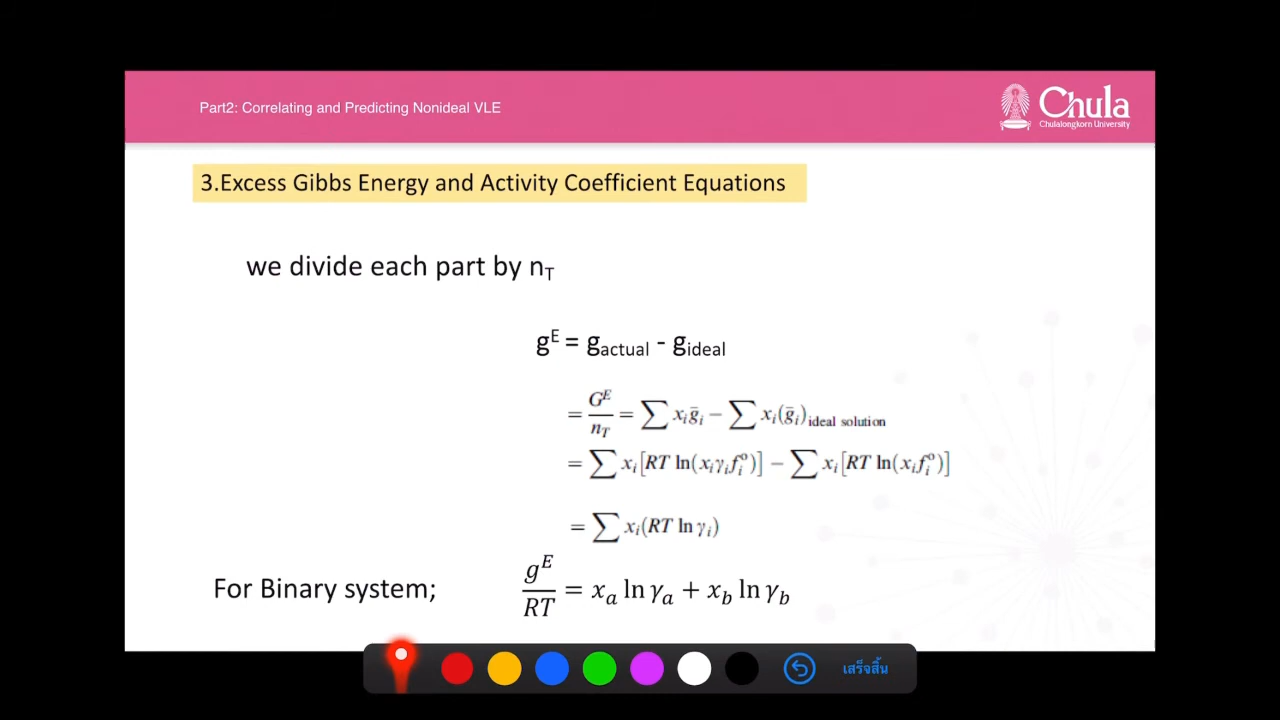 Part2: Correlating and Predicting Nonideal VLE
Chula
Chulalongkorn University
3.Excess Gibbs Energy and Activity Coefficient Equations
we divide each part by n_T
g^E = g_actual - g_ideal
= G^E/n_T = ∑ x_i ḡ_i − ∑ x_i(ḡ_i)_ideal solution
= ∑ x_i[RT ln(x_i γ_i f_i^o)] − ∑ x_i[RT ln(x_i f_i^o)]
= ∑ x_i(RT ln γ_i)
For Binary system; g^E/RT = x_a ln γ_a + x_b ln γ_b
เสร็จสิ้น